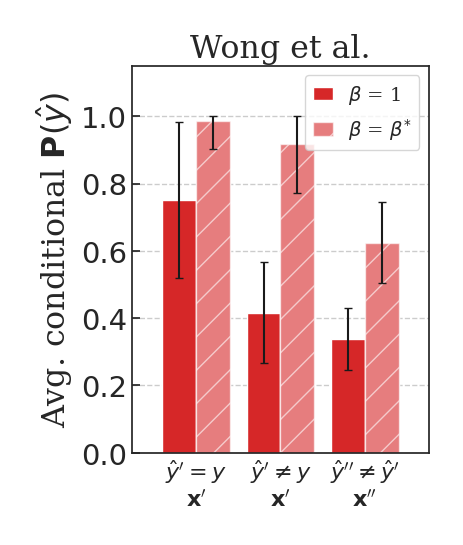 Wong et al.
β = 1
β = β*
Avg. conditional P(ŷ)
1.0
0.8
0.6
0.4
0.2
0.0
ŷ′ = y ŷ′ ≠ y ŷ′′ ≠ ŷ′
x′ x′ x′′